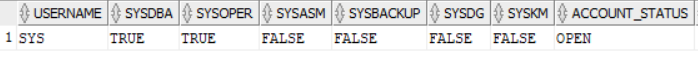 USERNAME SYSDBA SYSOPER SYSASM SYSBACKUP SYSDG SYSKM ACCOUNT_STATUS
1 SYS TRUE TRUE FALSE FALSE FALSE FALSE OPEN